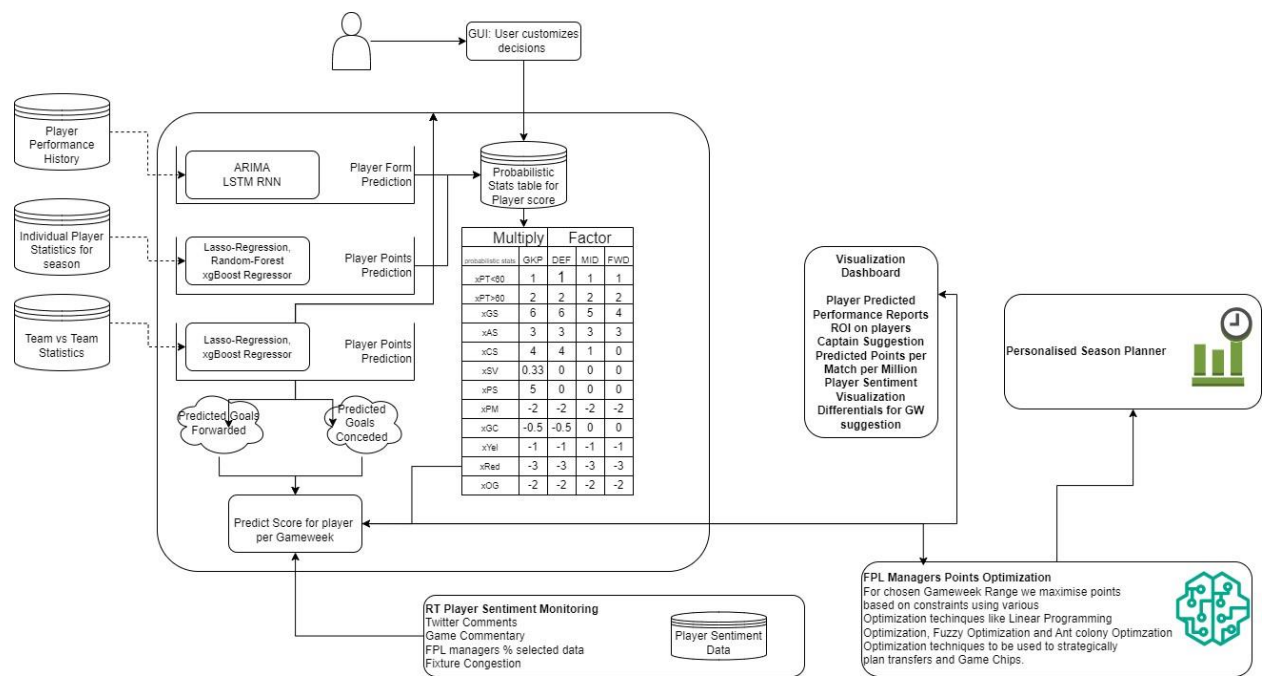 GUI: User customizes
decisions
Player
Performance
History
ARIMA
LSTM RNN
Player Form
Prediction
Probabilistic
Stats table for
Player score
Individual Player
Statistics for
season
Lasso-Regression,
Random-Forest
xgBoost Regressor
Player Points
Prediction
Team vs Team
Statistics
Lasso-Regression,
xgBoost Regressor
Player Points
Prediction
Predicted Goals
Forwarded
Predicted
Goals
Conceded
Multiply Factor
probabilistic stats GKP DEF MID FWD
xPT<60 1 1 1 1
xPT>60 2 2 2 2
xGS 6 6 5 4
xAS 3 3 3 3
xCS 4 4 1 0
xSV 0.33 0 0 0
xPS 5 0 0 0
xPM -2 -2 -2 -2
xGC -0.5 -0.5 0 0
xYel -1 -1 -1 -1
xRed -3 -3 -3 -3
xOG -2 -2 -2 -2
Predict Score for player
per Gameweek
Visualization
Dashboard
Player Predicted
Performance Reports
ROI on players
Captain Suggestion
Predicted Points per
Match per Million
Player Sentiment
Visualization
Differentials for GW
suggestion
Personalised Season Planner
RT Player Sentiment Monitoring
Twitter Comments
Game Commentary
FPL managers % selected data
Fixture Congestion
Player Sentiment
Data
FPL Managers Points Optimization
For chosen Gameweek Range we maximise points
based on constraints using various
Optimization techinques like Linear Programming
Optimization, Fuzzy Optimization and Ant colony Optimzation
Optimization techniques to be used to strategically
plan transfers and Game Chips.